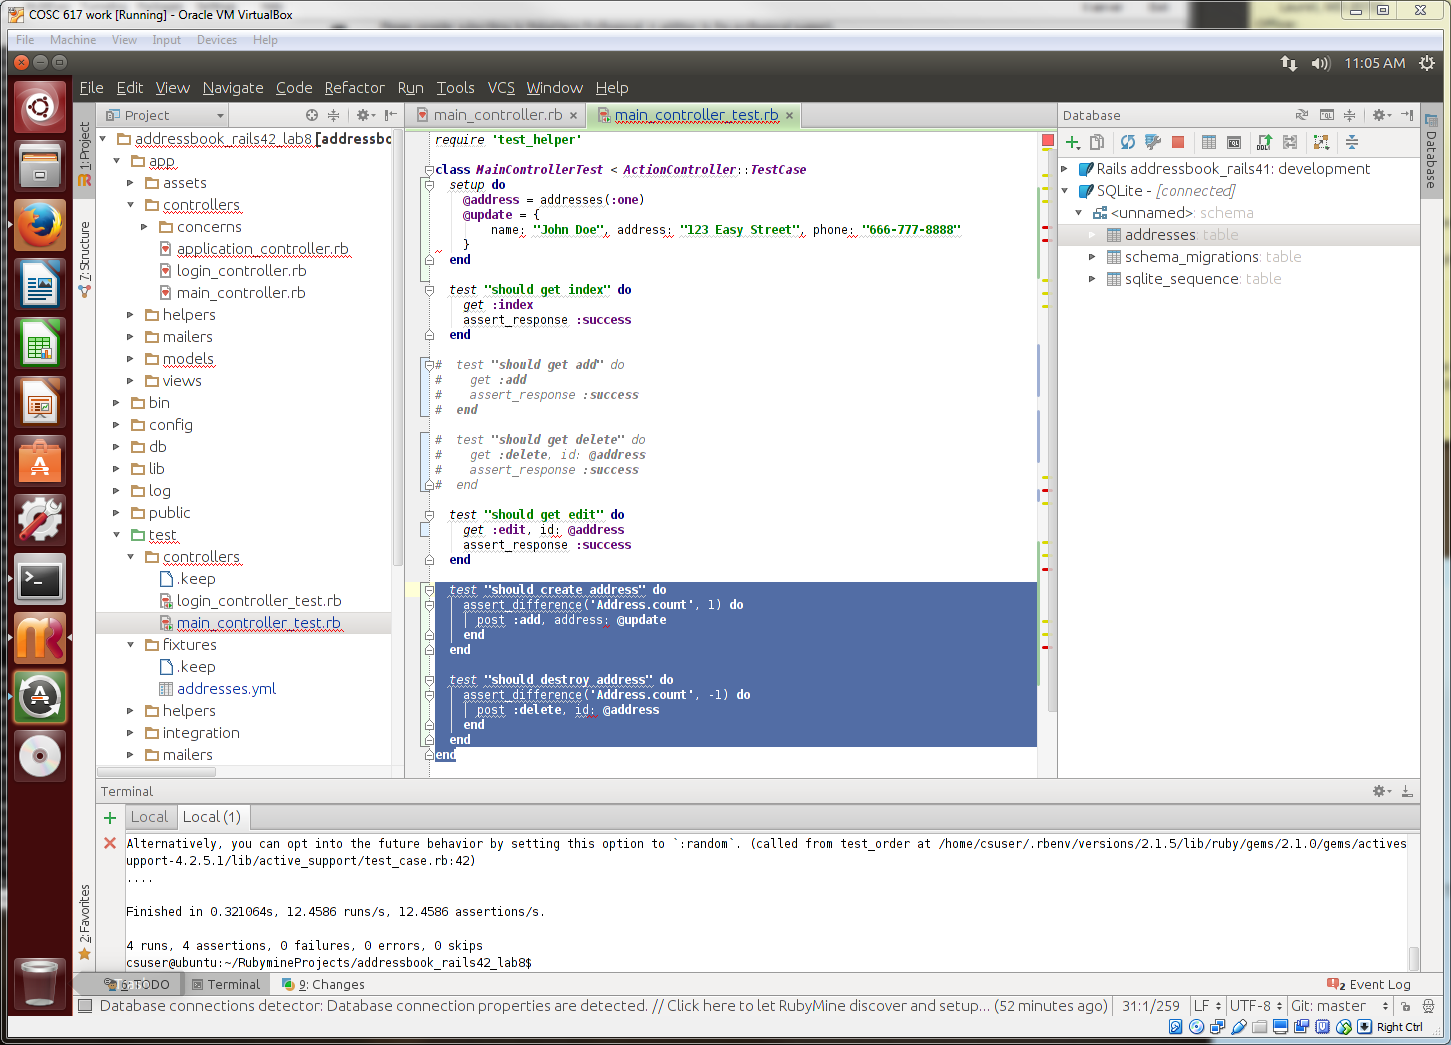 COSC 617 work [Running] - Oracle VM VirtualBox
File Machine View Input Devices Help
11:05 AM
File Edit View Navigate Code Refactor Run Tools VCS Window Help
Project
main_controller.rb
main_controller_test.rb
Database
1: Project
7: Structure
2: Favorites
addressbook_rails42_lab8 [addressbo
app
assets
controllers
concerns
application_controller.rb
login_controller.rb
main_controller.rb
helpers
mailers
models
views
bin
config
db
lib
log
public
test
controllers
.keep
login_controller_test.rb
main_controller_test.rb
fixtures
.keep
addresses.yml
helpers
integration
mailers
require 'test_helper'
class MainControllerTest < ActionController::TestCase
setup do
@address = addresses(:one)
@update = {
name: "John Doe", address: "123 Easy Street", phone: "666-777-8888"
}
end
test "should get index" do
get :index
assert_response :success
end
# test "should get add" do
# get :add
# assert_response :success
# end
# test "should get delete" do
# get :delete, id: @address
# assert_response :success
# end
test "should get edit" do
get :edit, id: @address
assert_response :success
end
test "should create address" do
assert_difference('Address.count', 1) do
post :add, address: @update
end
end
test "should destroy address" do
assert_difference('Address.count', -1) do
post :delete, id: @address
end
end
end
Rails addressbook_rails41: development
SQLite - [connected]
<unnamed>: schema
addresses: table
schema_migrations: table
sqlite_sequence: table
Database
Terminal
Local
Local (1)
Alternatively, you can opt into the future behavior by setting this option to `:random`. (called from test_order at /home/csuser/.rbenv/versions/2.1.5/lib/ruby/gems/2.1.0/gems/actives
upport-4.2.5.1/lib/active_support/test_case.rb:42)
....
Finished in 0.321064s, 12.4586 runs/s, 12.4586 assertions/s.
4 runs, 4 assertions, 0 failures, 0 errors, 0 skips
csuser@ubuntu:~/RubymineProjects/addressbook_rails42_lab8$
6: TODO
Terminal
9: Changes
2 Event Log
Database connections detector: Database connection properties are detected. // Click here to let RubyMine discover and setup... (52 minutes ago)
31:1/259
LF
UTF-8
Git: master
Right Ctrl